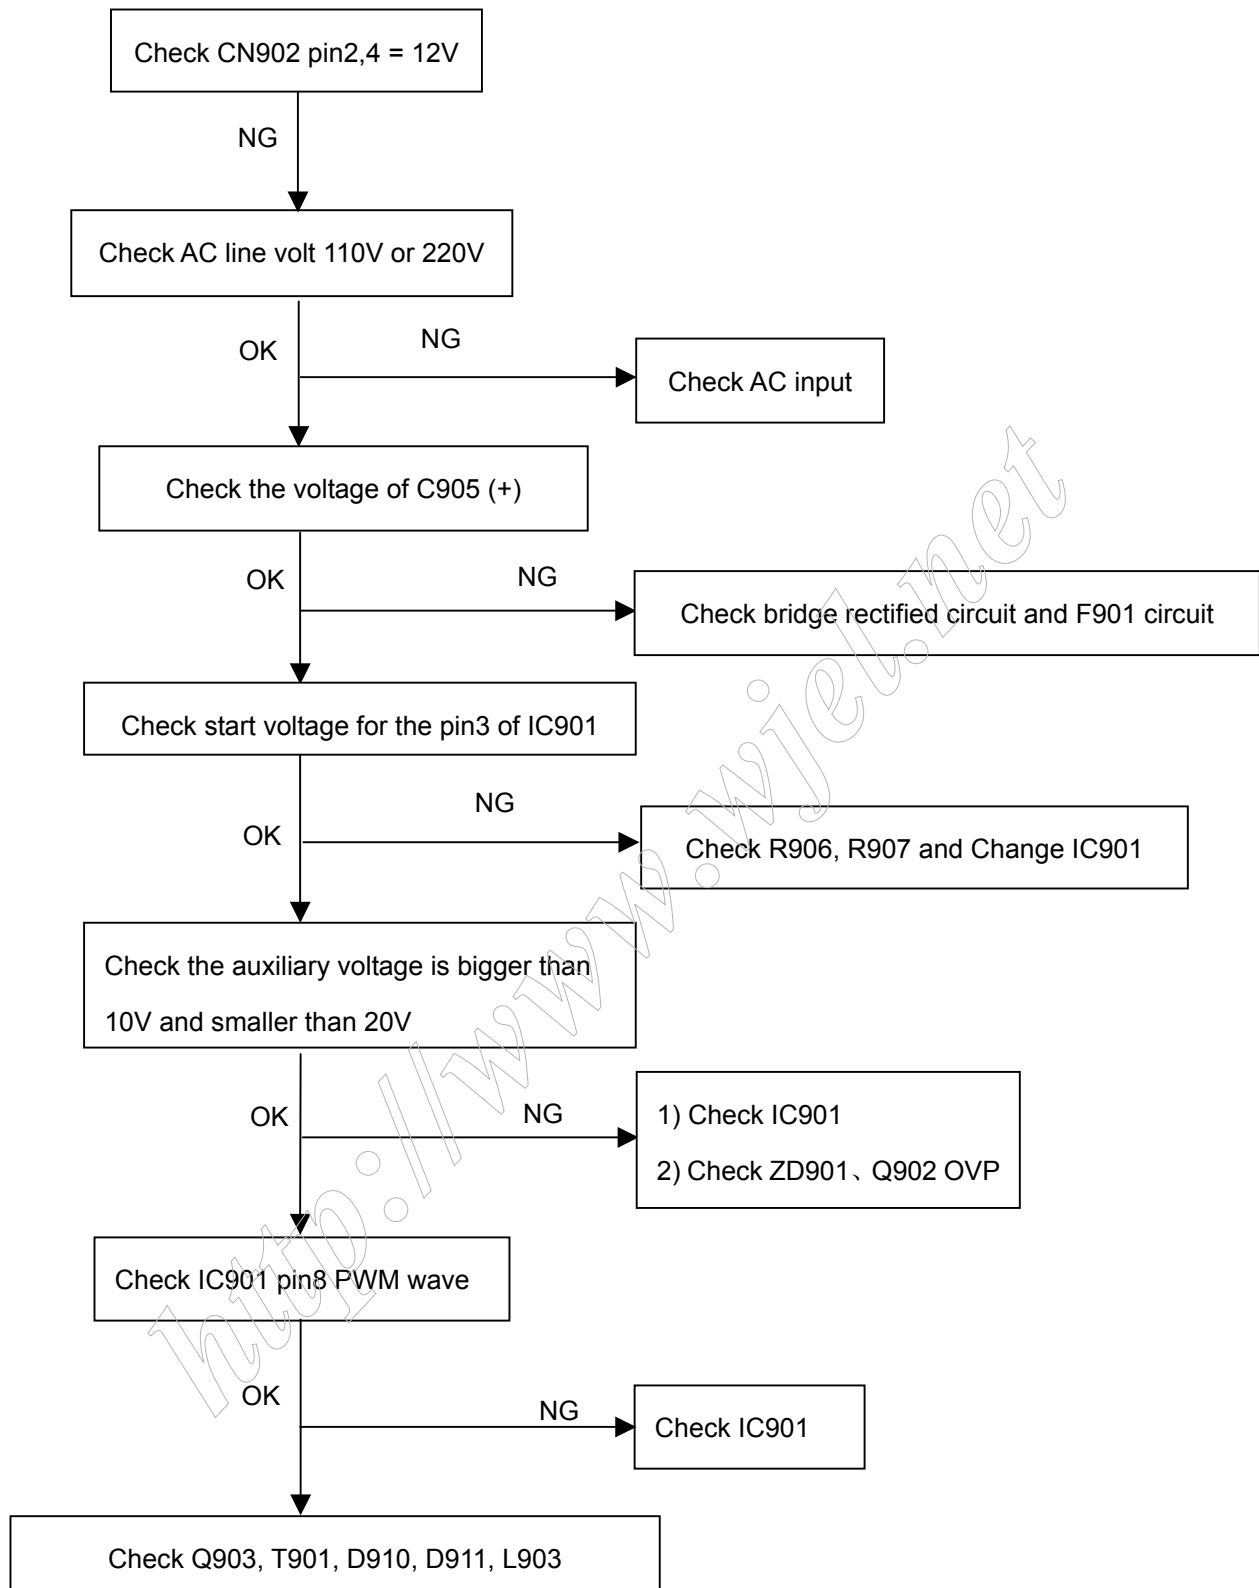 Check CN902 pin2,4 = 12V
NG
Check AC line volt 110V or 220V
OK
NG
Check AC input
Check the voltage of C905 (+)
OK
NG
Check bridge rectified circuit and F901 circuit
Check start voltage for the pin3 of IC901
OK
NG
Check R906, R907 and Change IC901
Check the auxiliary voltage is bigger than
10V and smaller than 20V
OK
NG
1) Check IC901
2) Check ZD901、Q902 OVP
Check IC901 pin8 PWM wave
OK
NG
Check IC901
Check Q903, T901, D910, D911, L903
http://www.wjel.net